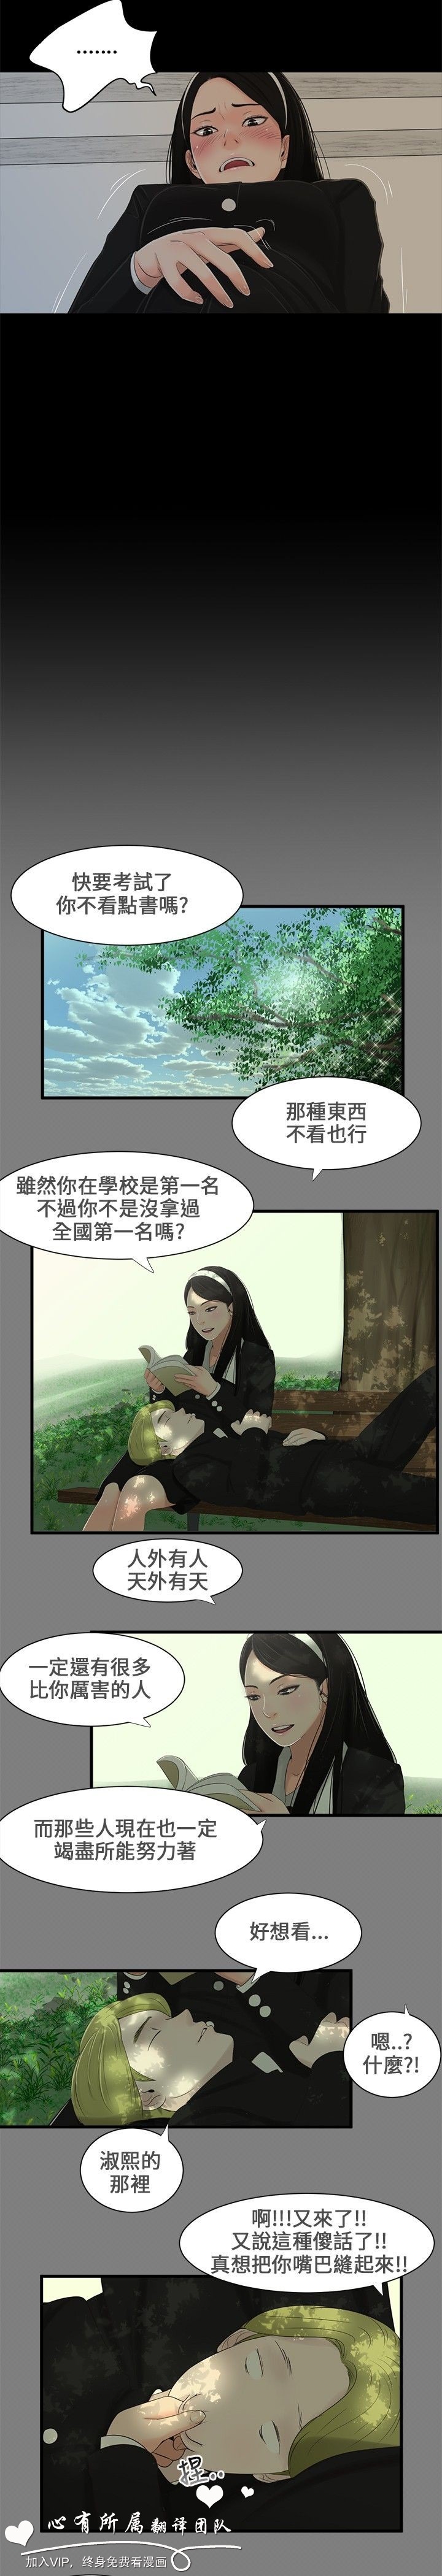 .......
快要考試了
你不看點書嗎?
那種東西
不看也行
雖然你在學校是第一名
不過你不是沒拿過
全國第一名嗎?
人外有人
天外有天
一定還有很多
比你厲害的人
而那些人現在也一定
竭盡所能努力著
好想看...
嗯..?
什麼?!
淑熙的
那裡
啊!!!又來了!!
又說這種傻話了!!
真想把你嘴巴縫起來!!
捏..
心有所属翻译团队
加入VIP，终身免费看漫画